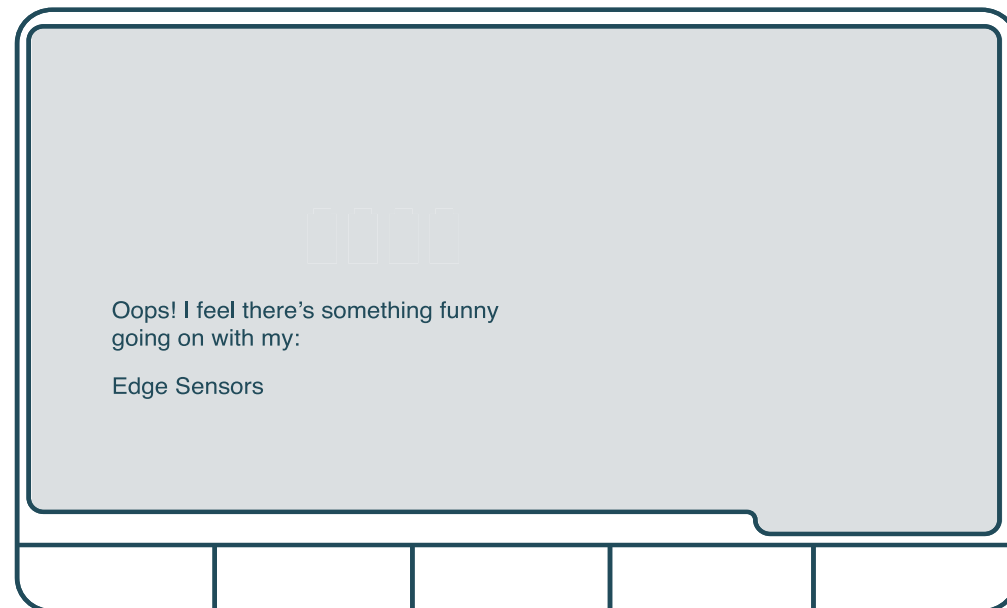 Oops! I feel there’s something funny
going on with my:
Edge Sensors